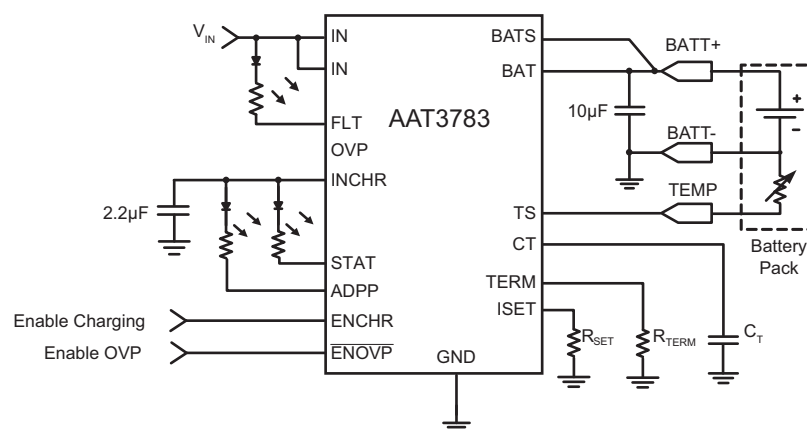 V_IN
IN
IN
FLT
OVP
INCHR
STAT
ADPP
ENCHR
ENOVP
2.2µF
Enable Charging
Enable OVP
AAT3783
GND
BATS
BAT
TS
CT
TERM
ISET
BATT+
10µF
BATT-
TEMP
+
-
Battery
Pack
R_SET
R_TERM
C_T